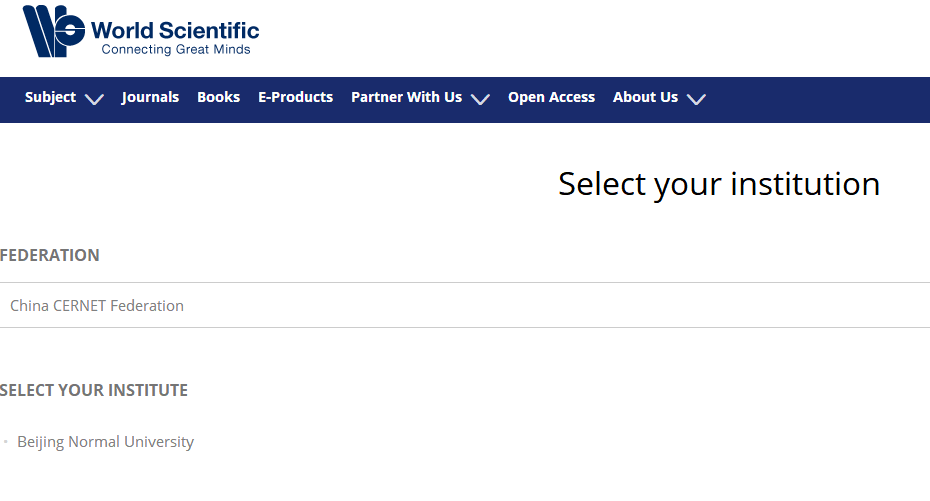 World Scientific
Connecting Great Minds
Subject Journals Books E-Products Partner With Us Open Access About Us
Select your institution
FEDERATION
China CERNET Federation
SELECT YOUR INSTITUTE
Beijing Normal University